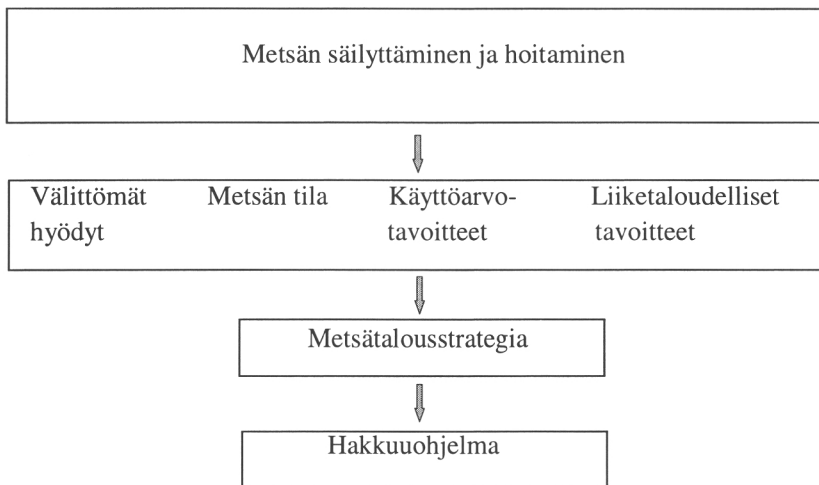 Metsän säilyttäminen ja hoitaminen
Välittömät Metsän tila Käyttöarvo- Liiketaloudelliset
hyödyt tavoitteet tavoitteet
Metsätalousstrategia
Hakkuuohjelma